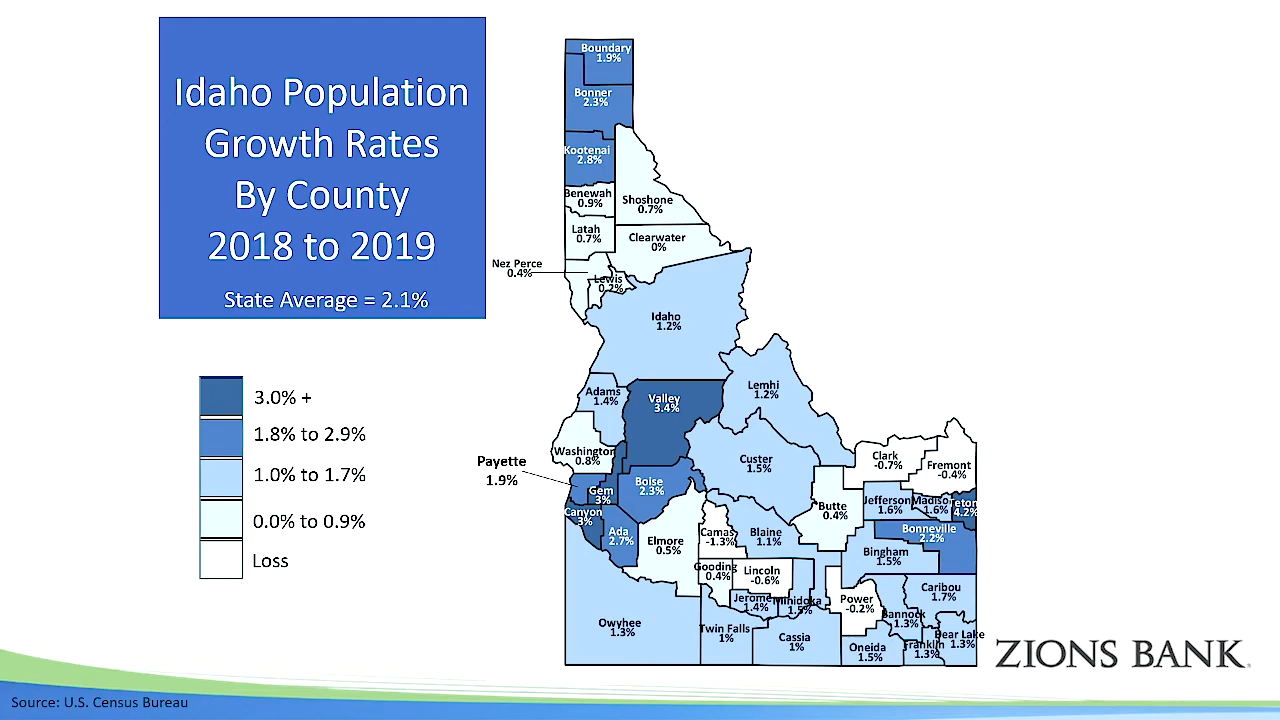 Idaho Population
Growth Rates
By County
2018 to 2019
State Average = 2.1%
3.0% +
1.8% to 2.9%
1.0% to 1.7%
0.0% to 0.9%
Loss
Boundary
1.9%
Bonner
2.3%
Kootenai
2.8%
Benewah
0.9%
Shoshone
0.7%
Latah
0.7%
Clearwater
0%
Nez Perce
0.4%
Lewis
0.2%
Idaho
1.2%
Adams
1.4%
Valley
3.4%
Lemhi
1.2%
Washington
0.8%
Payette
1.9%
Gem
3%
Boise
2.3%
Custer
1.5%
Clark
-0.7%
Fremont
-0.4%
Canyon
3%
Ada
2.7%
Elmore
0.5%
Camas
-1.3%
Blaine
1.1%
Butte
0.4%
Jefferson
1.6%
Madison
1.6%
Teton
4.2%
Bonneville
2.2%
Bingham
1.5%
Gooding
0.4%
Lincoln
-0.6%
Jerome
1.4%
Minidoka
1.5%
Power
-0.2%
Caribou
1.7%
Bannock
1.3%
Owyhee
1.3%
Twin Falls
1%
Cassia
1%
Oneida
1.5%
Franklin
1.3%
Bear Lake
1.3%
ZIONS BANK®
Source: U.S. Census Bureau